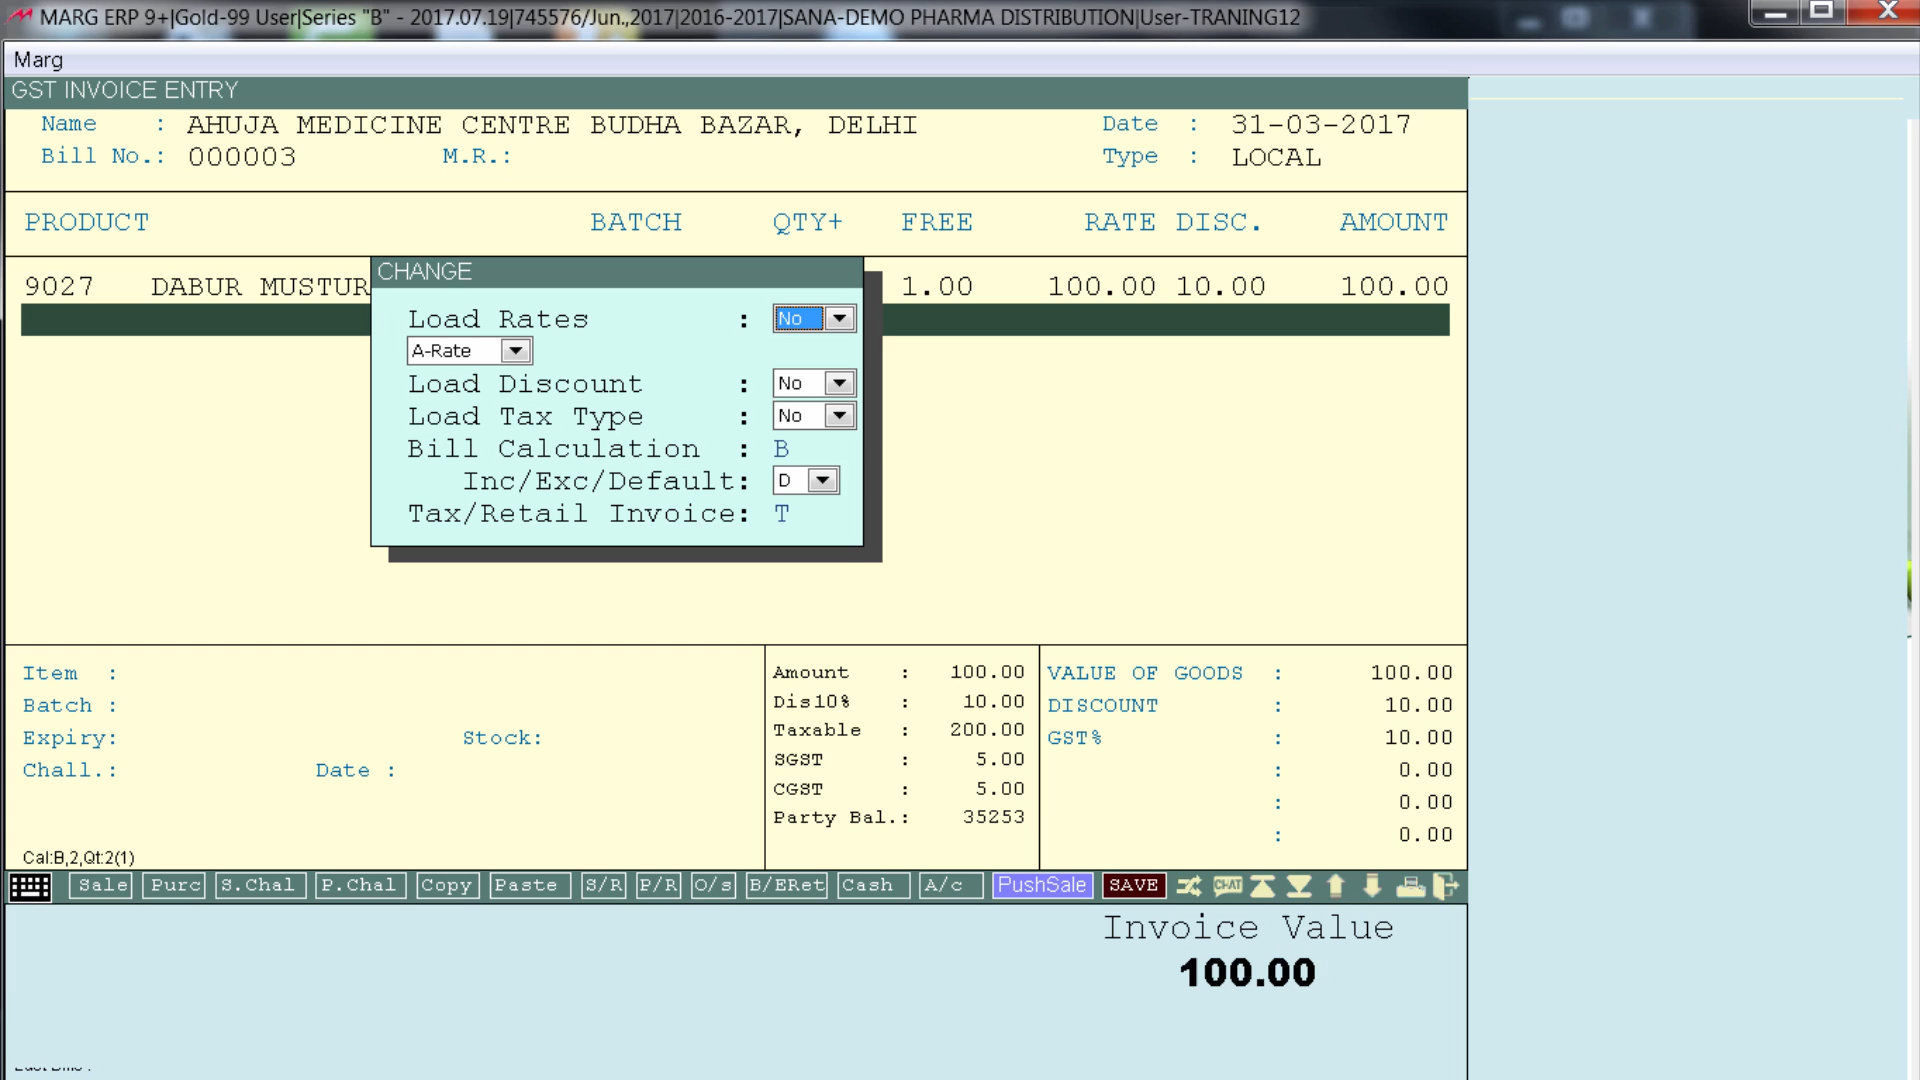 MARG ERP 9+|Gold-99 User|Series "B" - 2017.07.19|745576/Jun.,2017|2016-2017|SANA-DEMO PHARMA DISTRIBUTION|User-TRANING12
Marg
GST INVOICE ENTRY
Name : AHUJA MEDICINE CENTRE BUDHA BAZAR, DELHI Date : 31-03-2017
Bill No.: 000003 M.R.: Type : LOCAL
PRODUCT BATCH QTY+ FREE RATE DISC. AMOUNT
9027 DABUR MUSTUR 1.00 100.00 10.00 100.00
CHANGE
Load Rates : No
A-Rate
Load Discount : No
Load Tax Type : No
Bill Calculation : B
Inc/Exc/Default: D
Tax/Retail Invoice: T
Item :
Batch :
Expiry: Stock:
Chall.: Date :
Cal:B,2,Qt:2(1)
Amount : 100.00
Dis10% : 10.00
Taxable : 200.00
SGST : 5.00
CGST : 5.00
Party Bal.: 35253
VALUE OF GOODS : 100.00
DISCOUNT : 10.00
GST% : 10.00
: 0.00
: 0.00
: 0.00
Sale Purc S.Chal P.Chal Copy Paste S/R P/R O/s B/ERet Cash A/c PushSale SAVE CHAT
Invoice Value
100.00